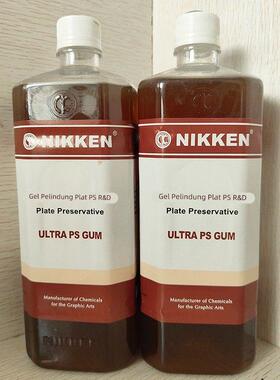 NIKKEN®
Gel Pelindung Plat PS R&D
Plate Preservative
ULTRA PS GUM
Manufacturer of Chemicals
for the Graphic Arts
NIKKEN
NIKKEN®
Gel Pelindung Plat PS R&D
Plate Preservative
ULTRA PS GUM
Manufacturer of Chemicals
for the Graphic Arts